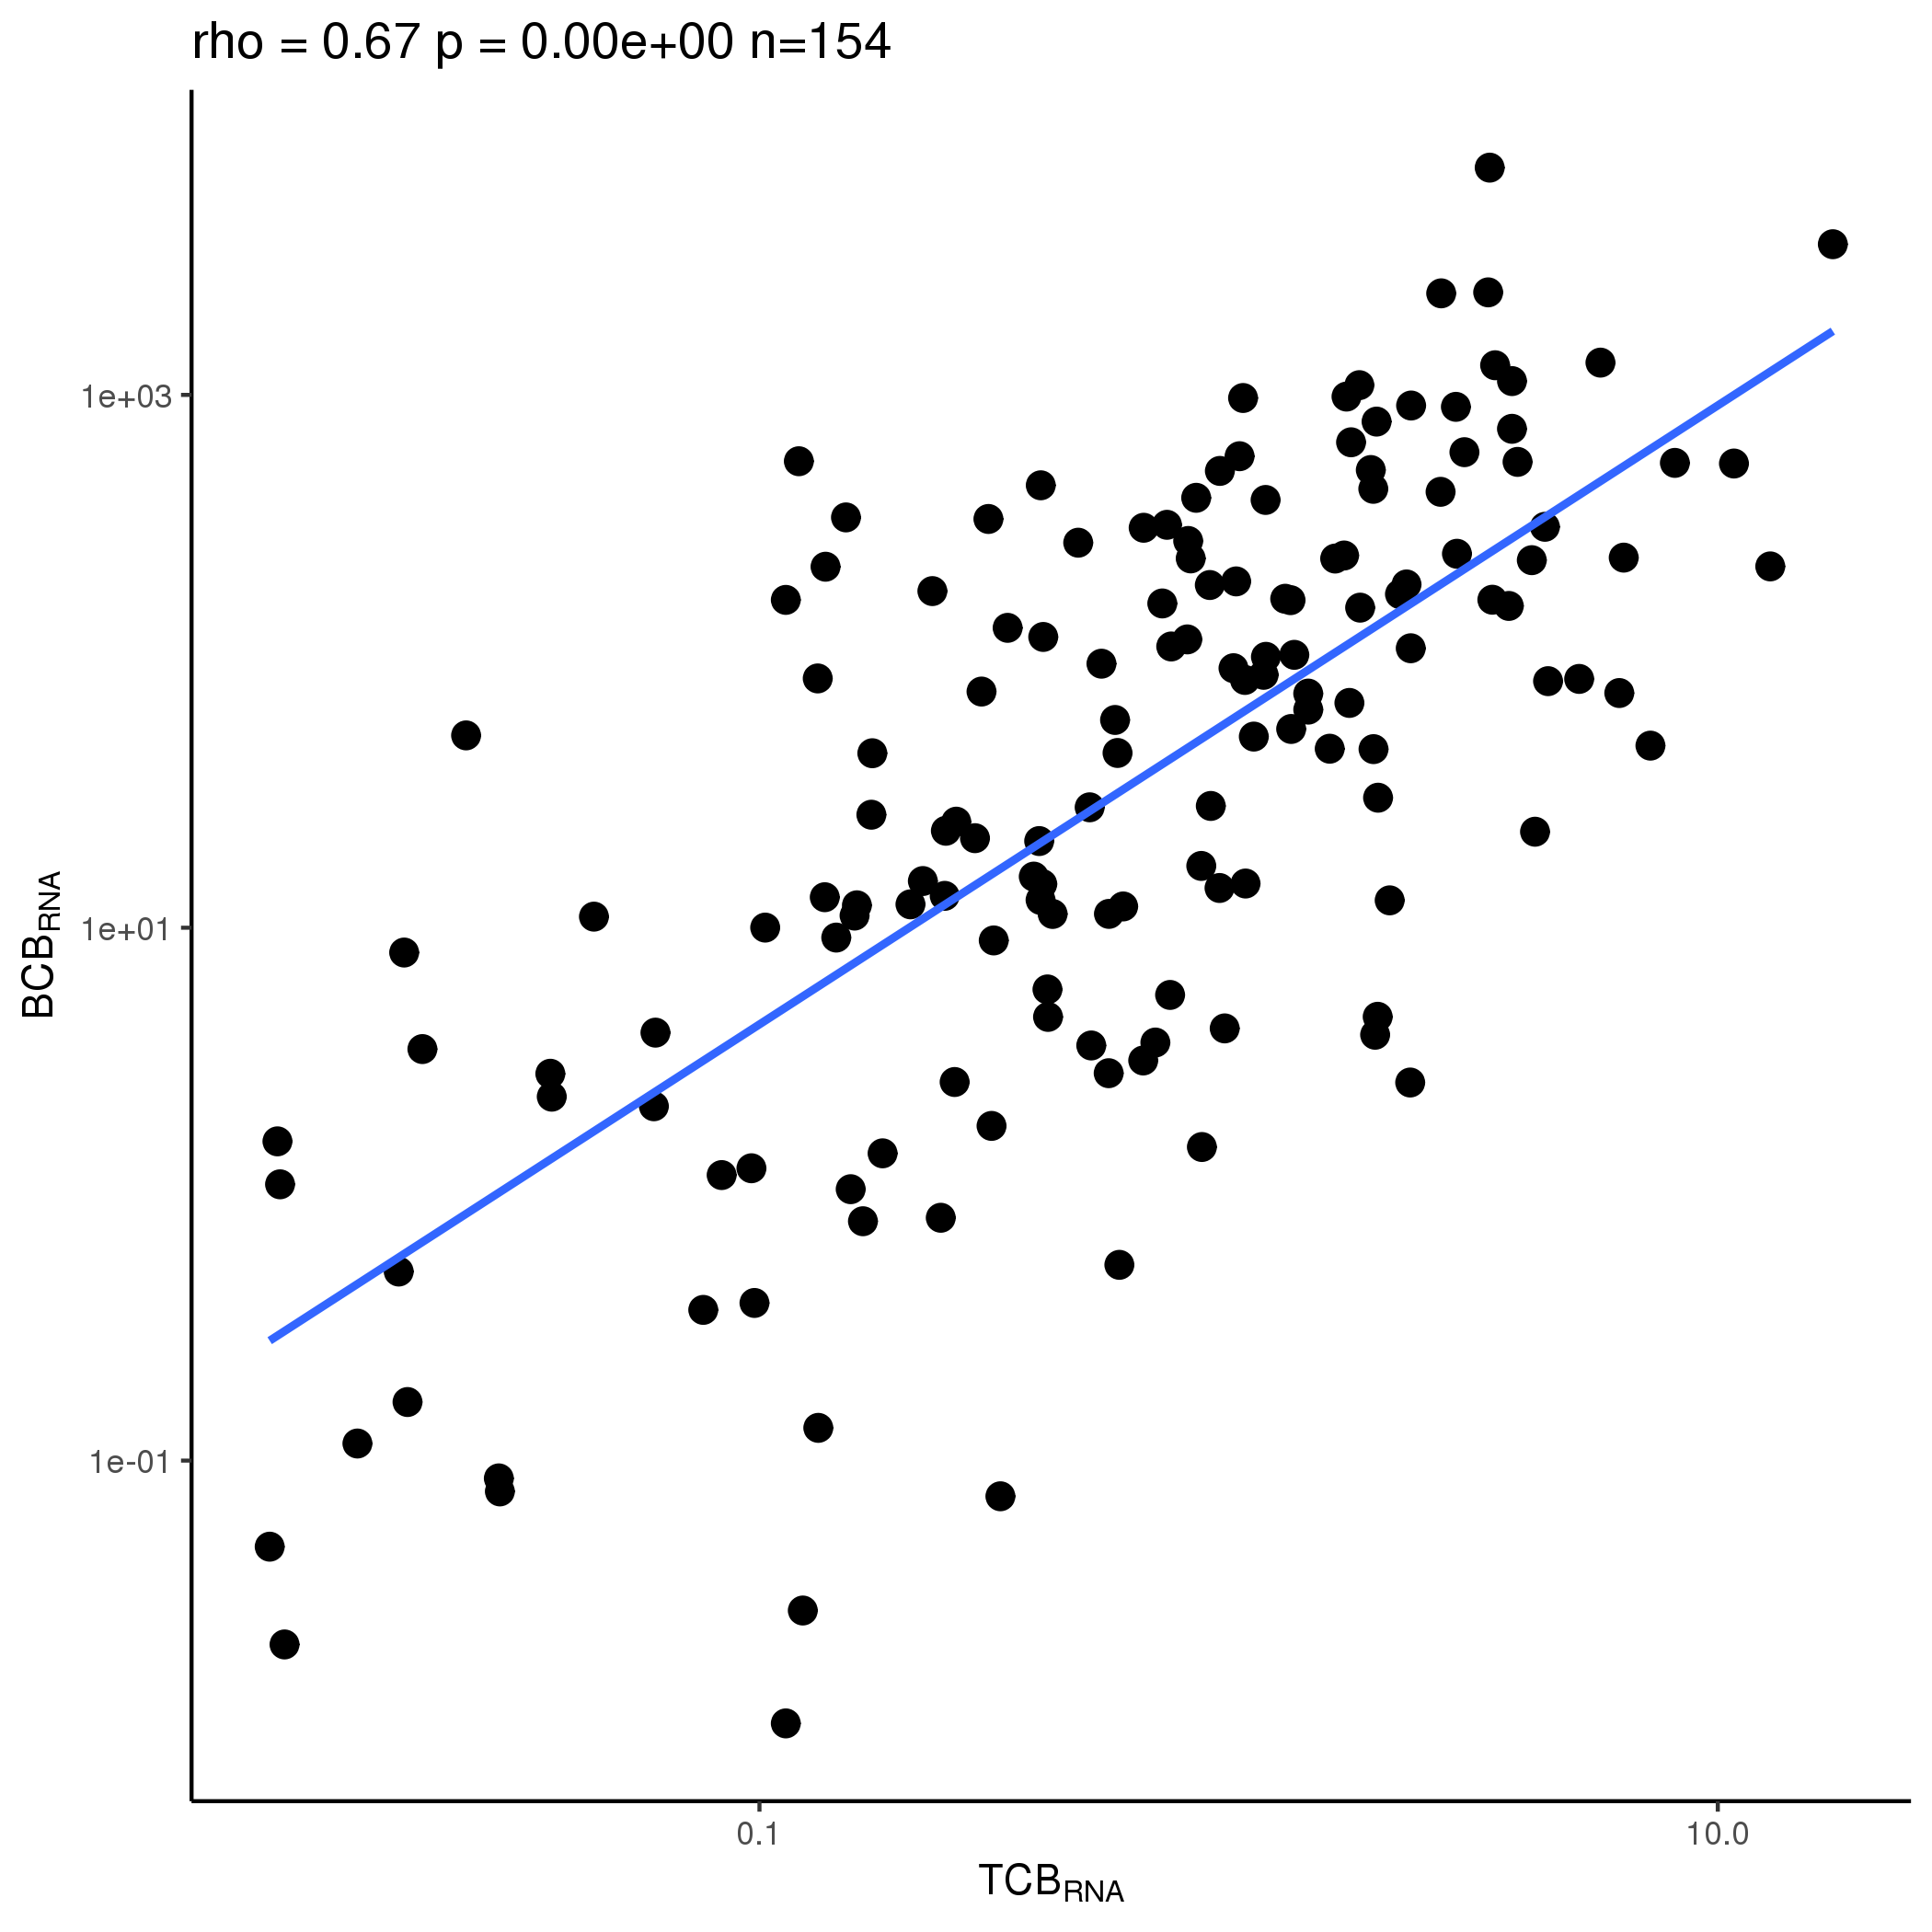 rho = 0.67 p = 0.00e+00 n=154
1e+03
1e+01
1e-01
BCBRNA
0.1
10.0
TCBRNA